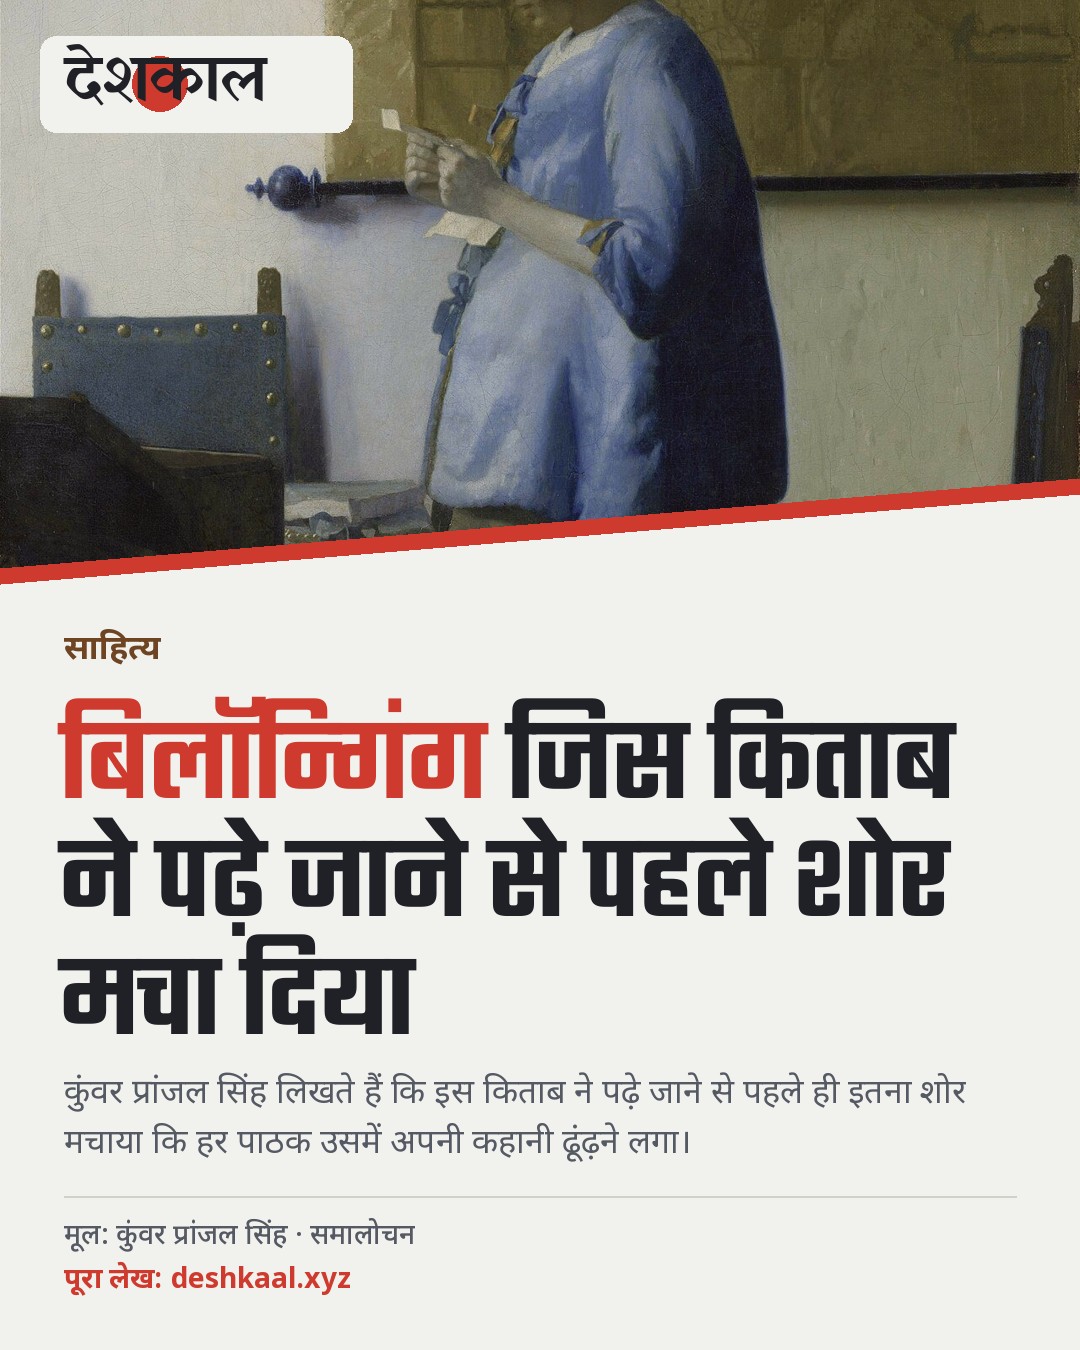 देशकाल
साहित्य
बिलॉन्गिंग जिस किताब
ने पढ़े जाने से पहले शोर
मचा दिया
कुंवर प्रांजल सिंह लिखते हैं कि इस किताब ने पढ़े जाने से पहले ही इतना शोर
मचाया कि हर पाठक उसमें अपनी कहानी ढूंढ़ने लगा।
मूल: कुंवर प्रांजल सिंह · समालोचन
पूरा लेख: deshkaal.xyz